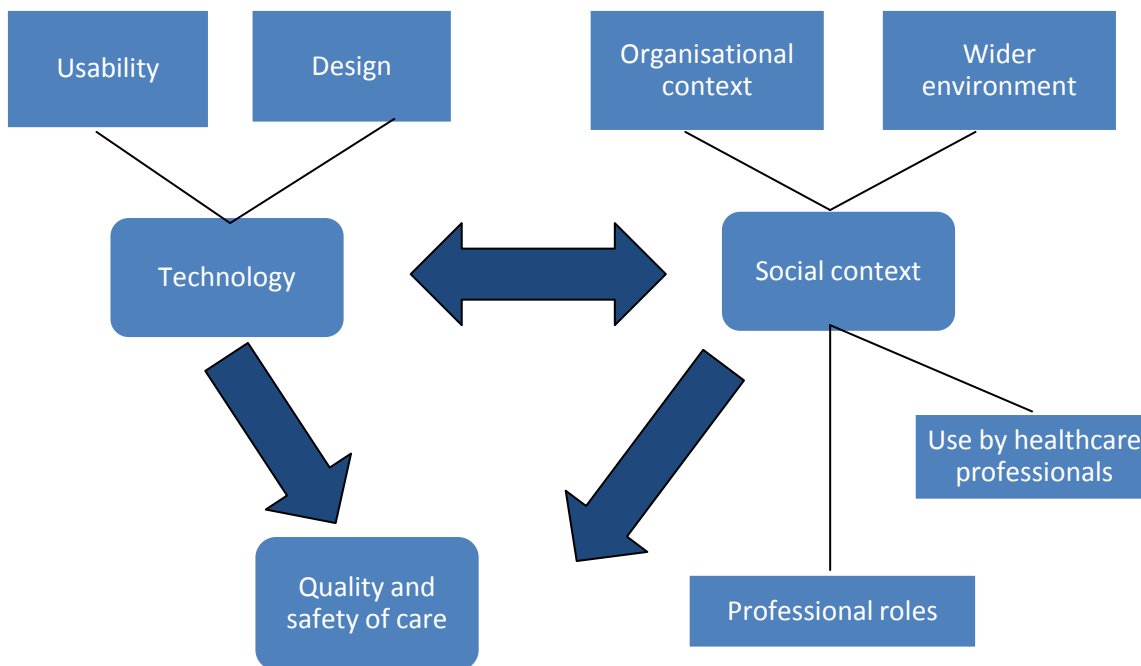 Usability
Design
Organisational
context
Wider
environment
Technology
Social context
Use by healthcare
professionals
Quality and
safety of care
Professional roles